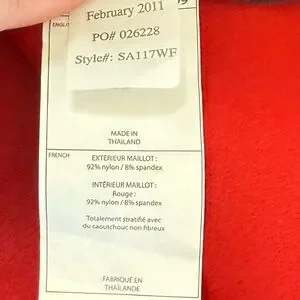 February 2011
PO# 026228
Style#: SA117WF
ENGLIS
MADE IN
THAILAND
FRENCH
EXTÉRIEUR MAILLOT :
92% nylon / 8% spandex
INTÉRIEUR MAILLOT :
Rouge :
92% nylon / 8% spandex
Totalement stratifié avec
du caoutchouc non fibreux
FABRIQUÉ EN
THAÏLANDE